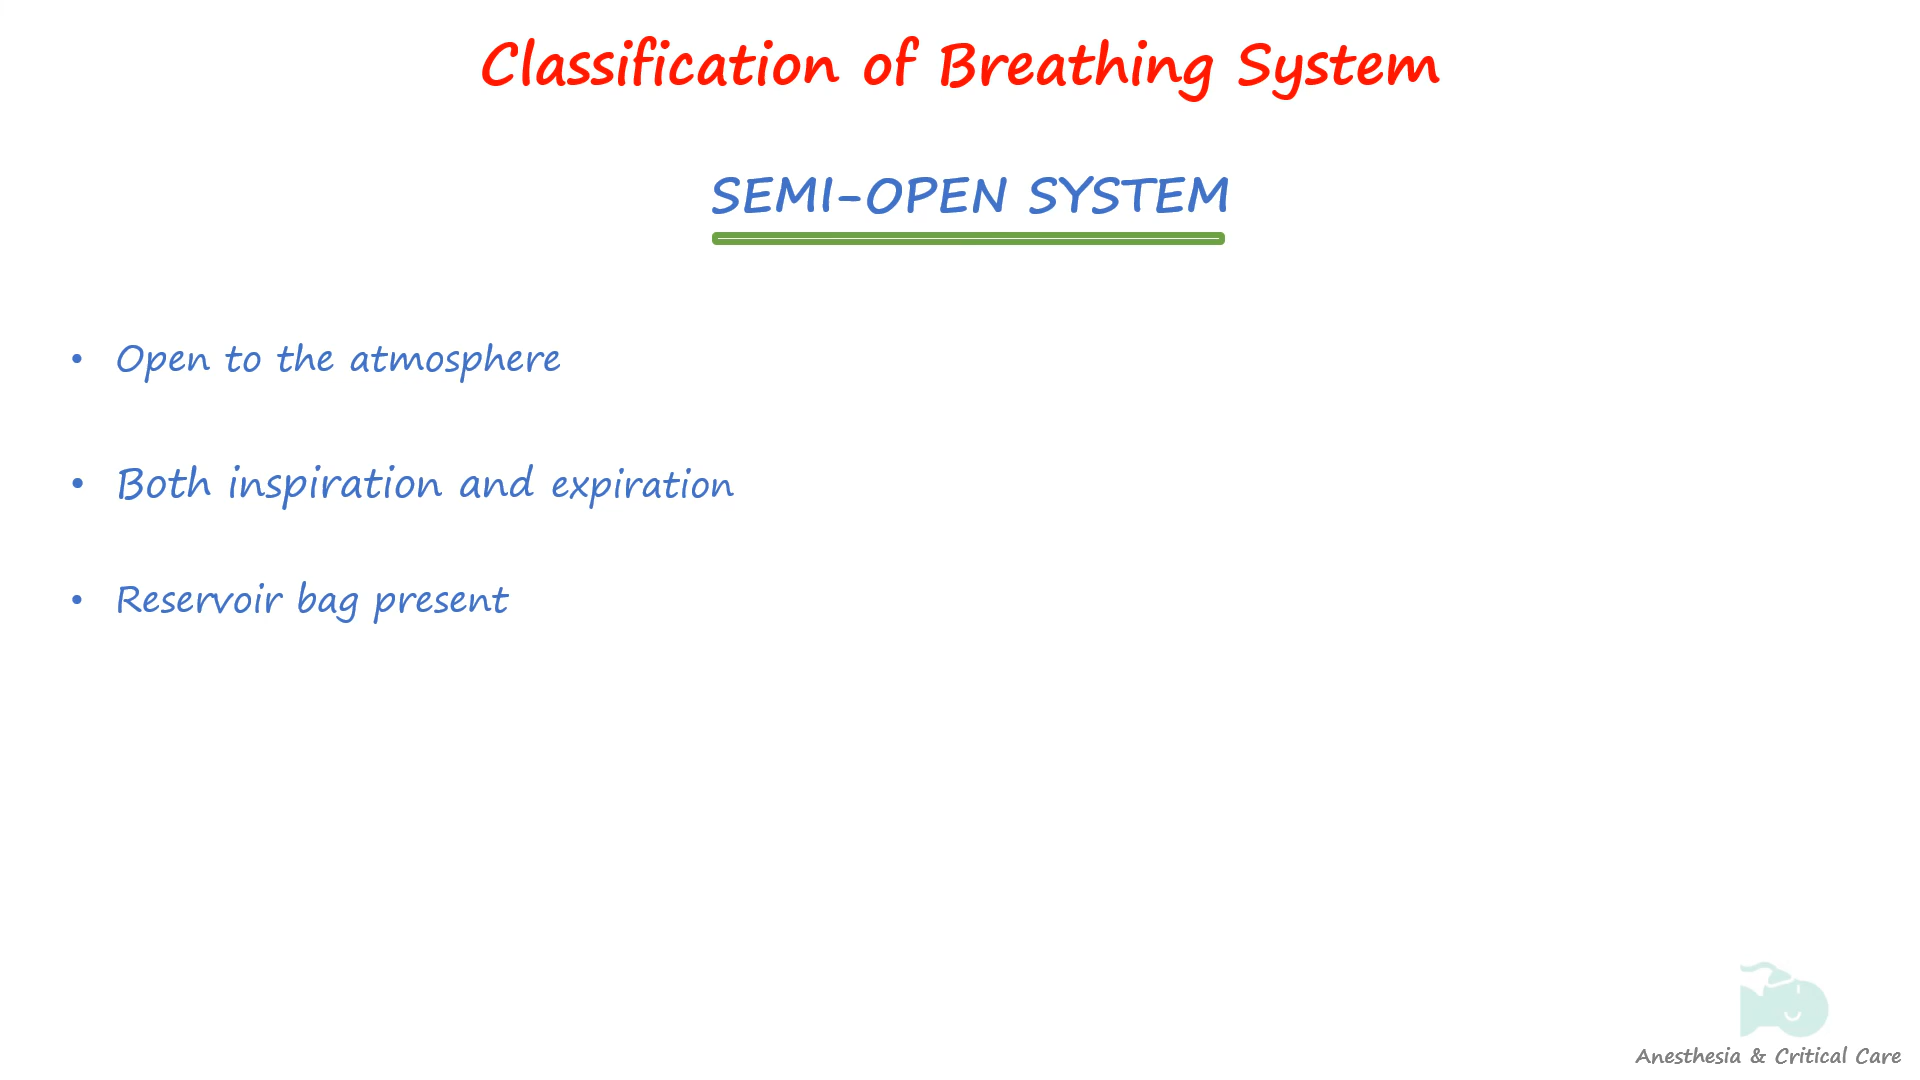 Classification of Breathing System
SEMI-OPEN SYSTEM
• Open to the atmosphere
• Both inspiration and expiration
• Reservoir bag present
Anesthesia & Critical Care